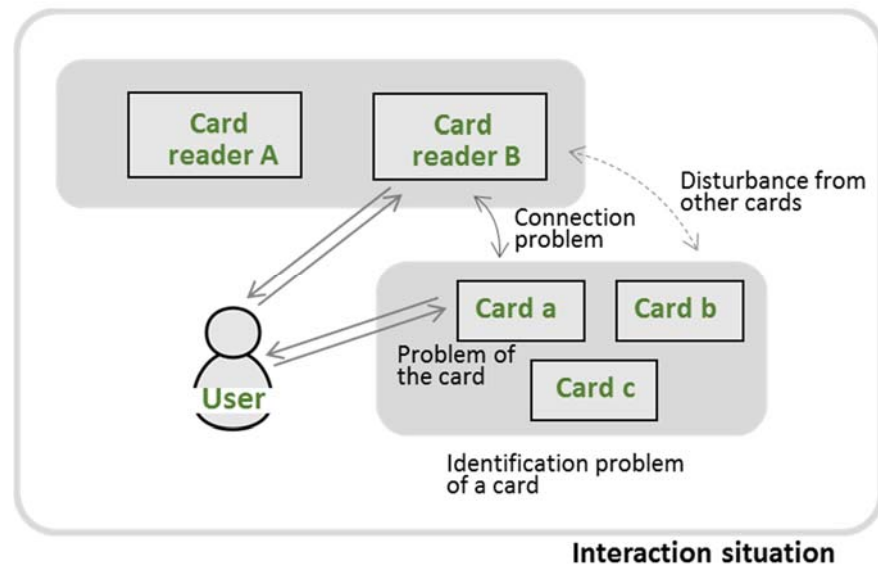 Card
reader A
Card
reader B
Disturbance from
other cards
Connection
problem
Card a
Card b
Problem of
the card
Card c
User
Identification problem
of a card
Interaction situation